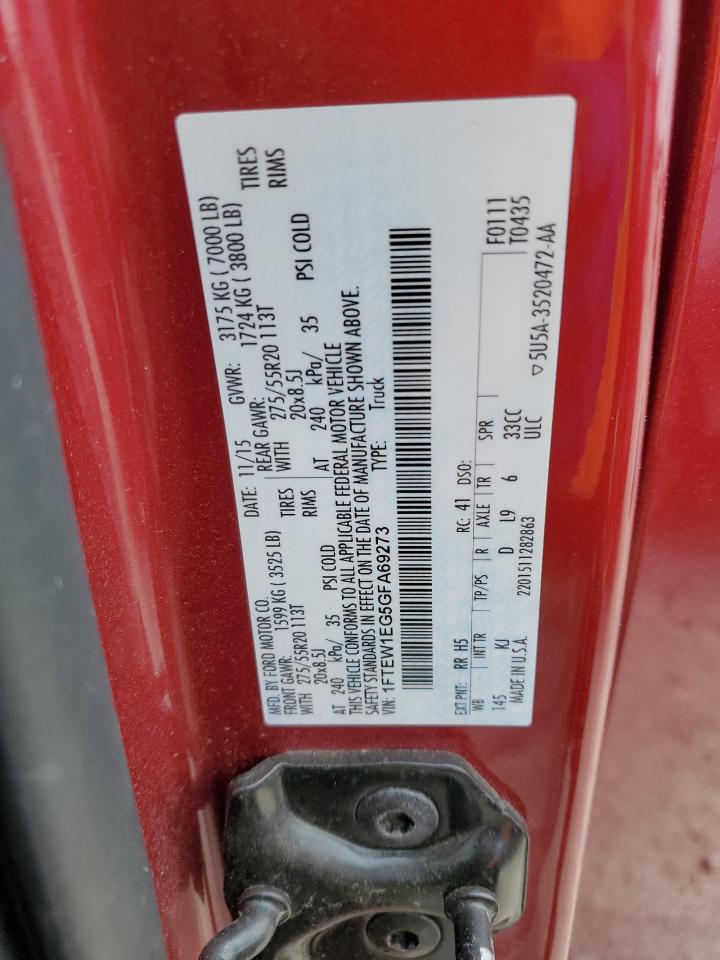 MFD. BY FORD MOTOR CO. DATE: 11/15 GVWR: 3175 KG ( 7000 LB)
FRONT GAWR: 1599 KG ( 3525 LB) REAR GAWR: 1724 KG ( 3800 LB)
WITH 275/55R20 113T TIRES WITH 275/55R20 113T TIRES
20x8.5J RIMS 20x8.5J RIMS
AT 240 kPa/ 35 PSI COLD AT 240 kPa/ 35 PSI COLD
THIS VEHICLE CONFORMS TO ALL APPLICABLE FEDERAL MOTOR VEHICLE
SAFETY STANDARDS IN EFFECT ON THE DATE OF MANUFACTURE SHOWN ABOVE.
VIN: 1FTEW1EG5GFA69273 TYPE: Truck
EXT PNT: RR H5 RC: 41 DSO: F0111
WB INT TR TP/PS R AXLE TR SPR T0435
145 KJ D L9 6 33CC
ULC
MADE IN U.S.A. 2201511282863 ▽5U5A-3520472-AA